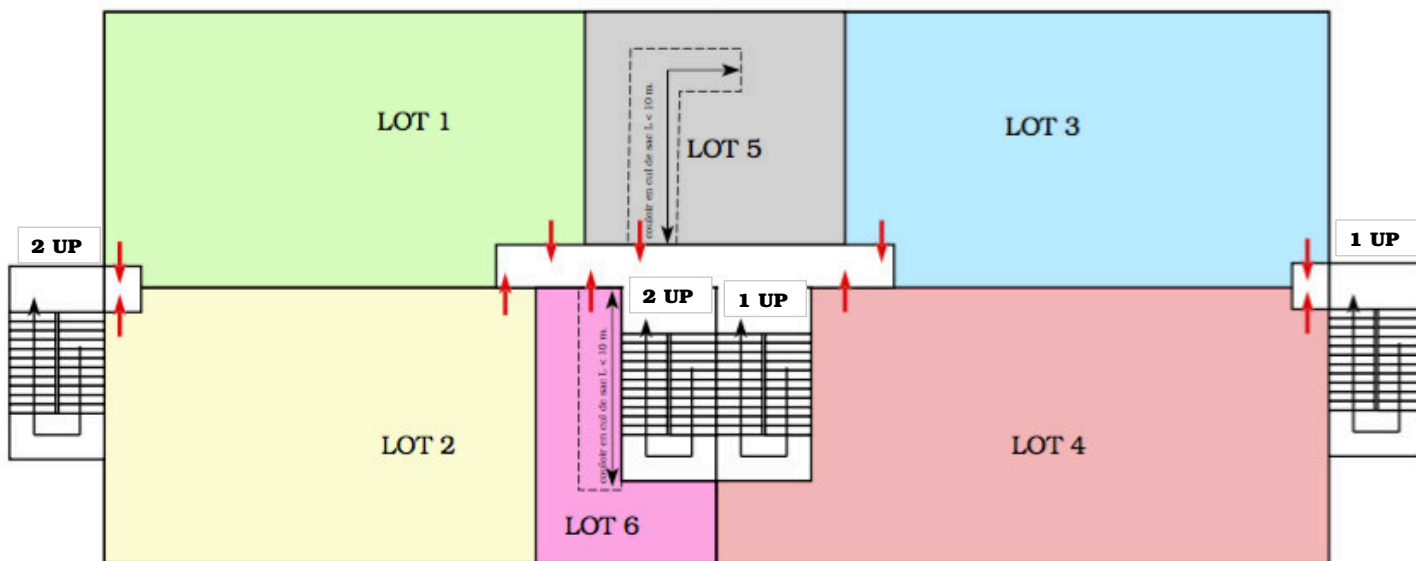 LOT 1
couloir en cul de sac L < 10 m.
LOT 5
LOT 3
2 UP
1 UP
2 UP
1 UP
couloir en cul de sac L < 10 m.
LOT 2
LOT 4
LOT 6